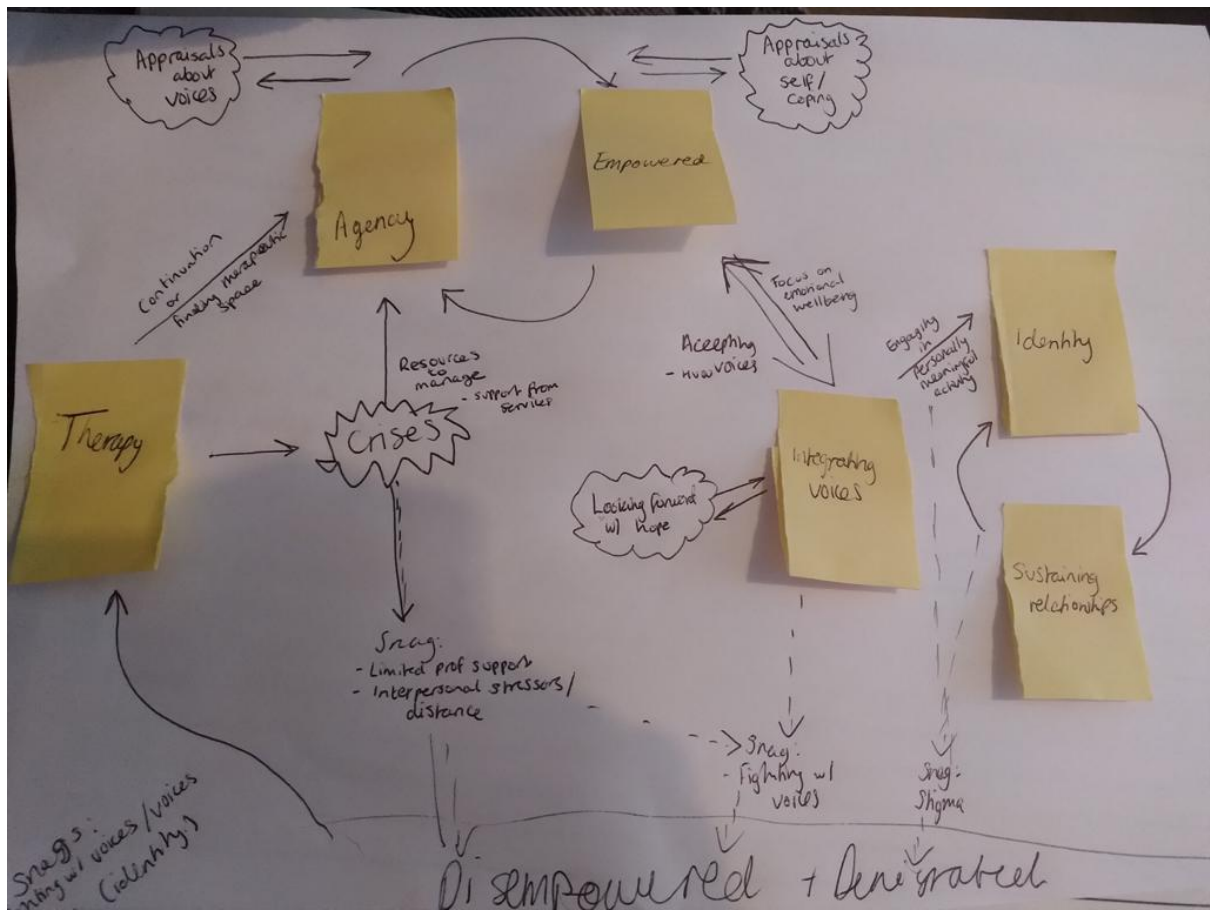 Appraisals
about
voices
Appraisals
about
self/
coping
Agency
Empowered
Continuation
or
finding therapeutic
space
Focus on
emotional
wellbeing
Accepting
voices
Engaging
in
Personally
meaningful
activity
Identity
Therapy
Resources
to
manage
- support from
services
Crises
Integrating
voices
Looking forward
w/ hope
Sustaining
relationships
Snag:
- Limited prof support
- Interpersonal stressors/
distance
Snag:
- Fighting w/
voices
Snag:
Stigma
Snags:
w/ voices/voices
(identity)
Disempowered + Denigrated